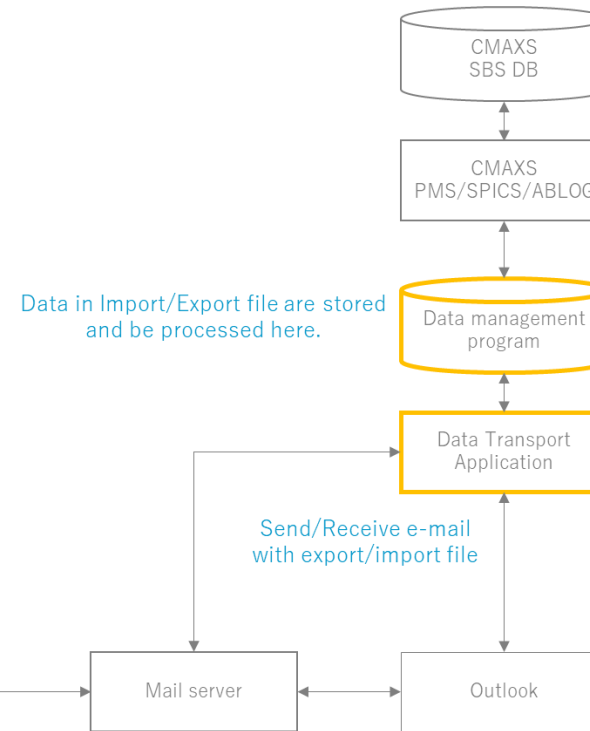 CMAXS
SBS DB
CMAXS
PMS/SPICS/ABLOG
Data in Import/Export file are stored
and be processed here.
Data management
program
Data Transport
Application
Send/Receive e-mail
with export/import file
Mail server
Outlook